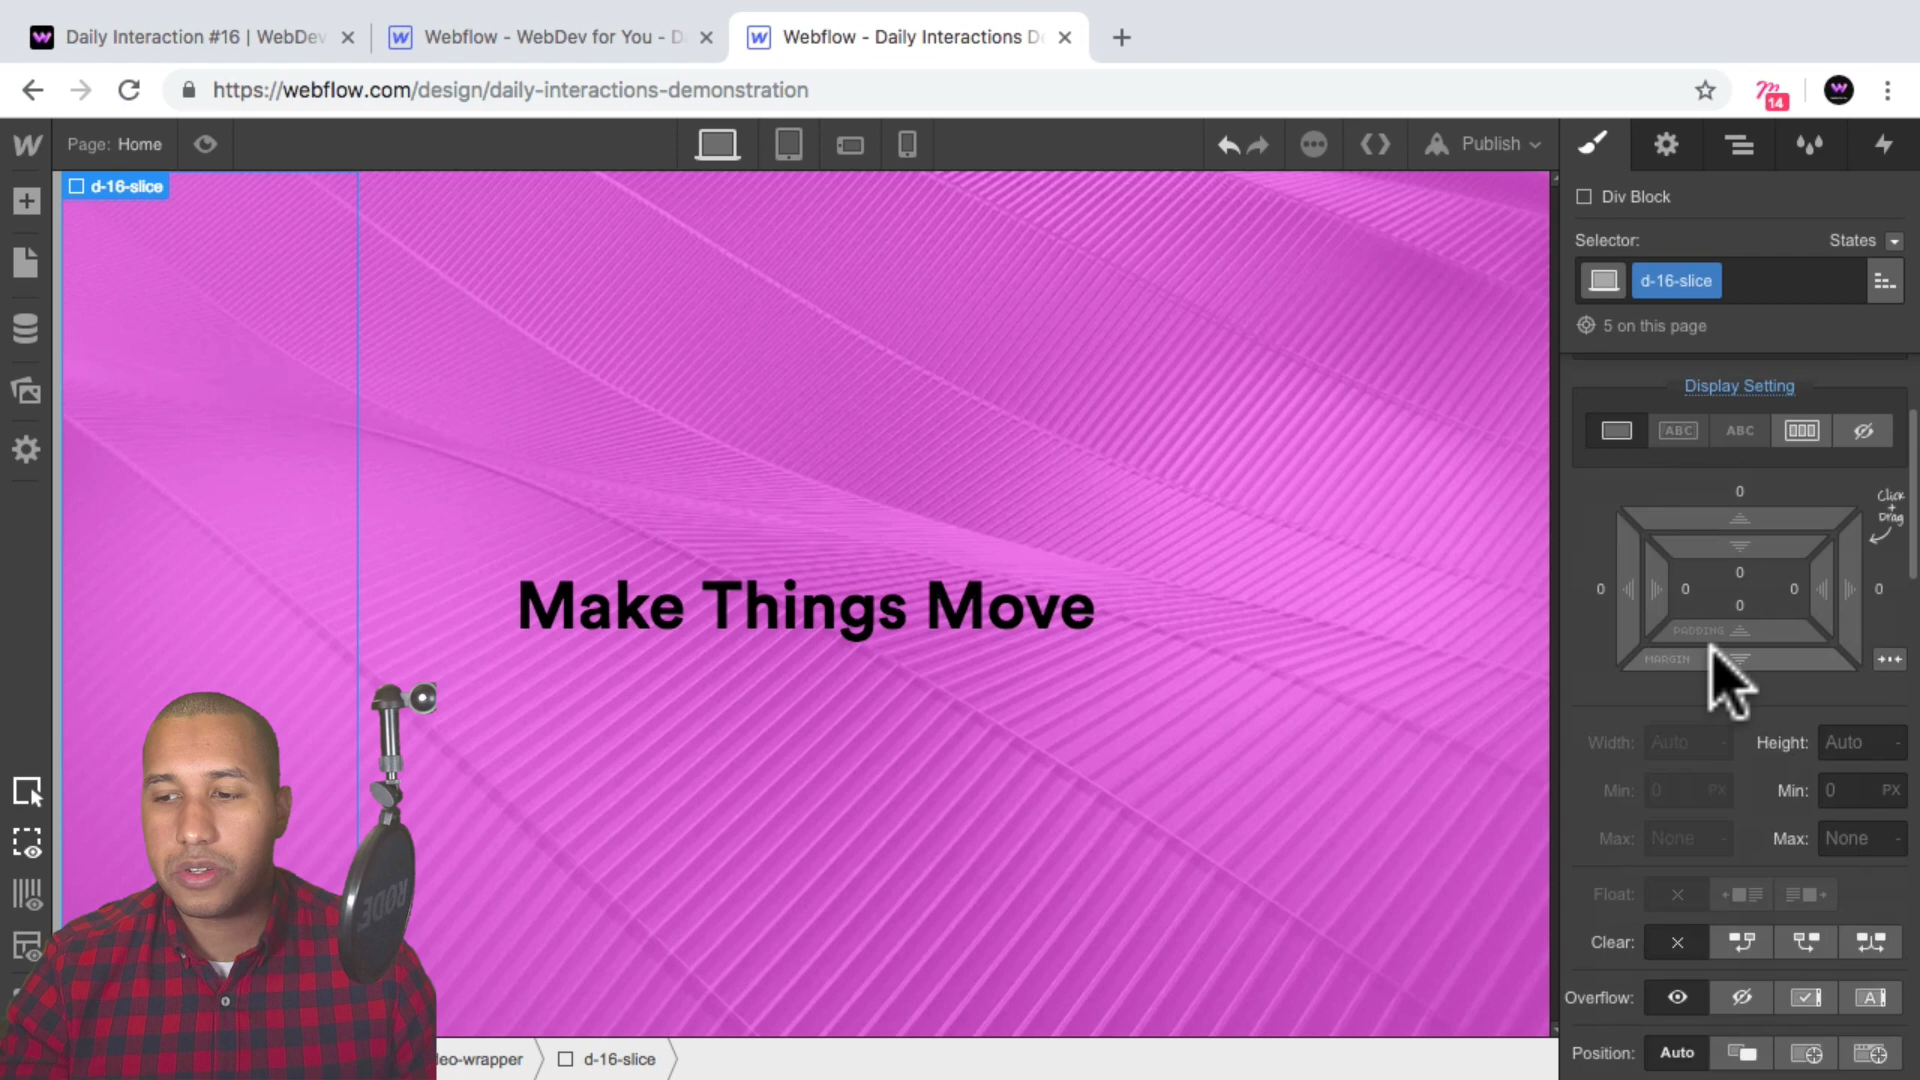 Daily Interaction #16 | WebDev
Webflow - WebDev for You - D
Webflow - Daily Interactions D
https://webflow.com/design/daily-interactions-demonstration
14
Page: Home
Publish
d-16-slice
Div Block
Selector:
States
d-16-slice
5 on this page
Display Setting
ABC
ABC
Click
+
Drag
0
0
0
0
0
0
0
PADDING
MARGIN
Make Things Move
Width: Auto -
Height: Auto -
Min: 0 PX
Min: 0 PX
Max: None -
Max: None -
Float:
Clear:
Overflow:
A
Position: Auto
RODE
eo-wrapper
d-16-slice